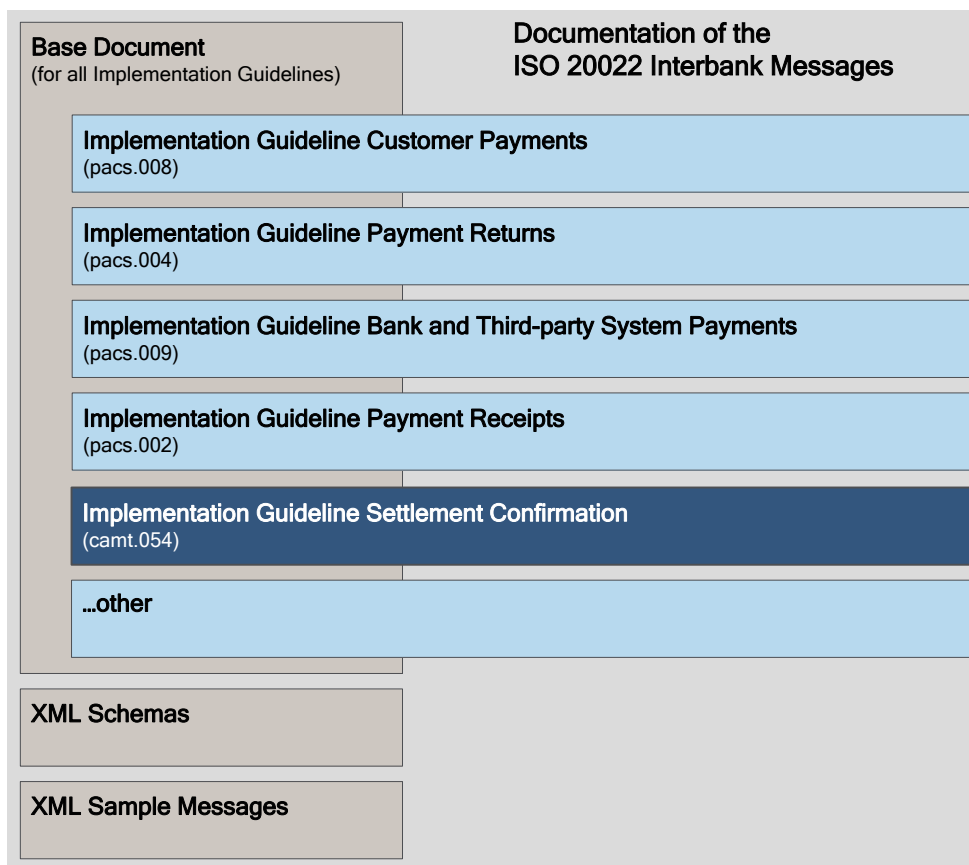 Documentation of the
ISO 20022 Interbank Messages
Base Document
(for all Implementation Guidelines)
Implementation Guideline Customer Payments
(pacs.008)
Implementation Guideline Payment Returns
(pacs.004)
Implementation Guideline Bank and Third-party System Payments
(pacs.009)
Implementation Guideline Payment Receipts
(pacs.002)
Implementation Guideline Settlement Confirmation
(camt.054)
...other
XML Schemas
XML Sample Messages